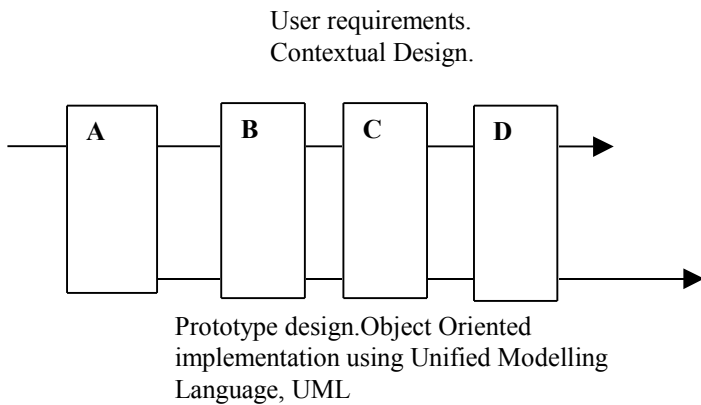 User requirements.
Contextual Design.
A B C D
Prototype design.Object Oriented
implementation using Unified Modelling
Language, UML